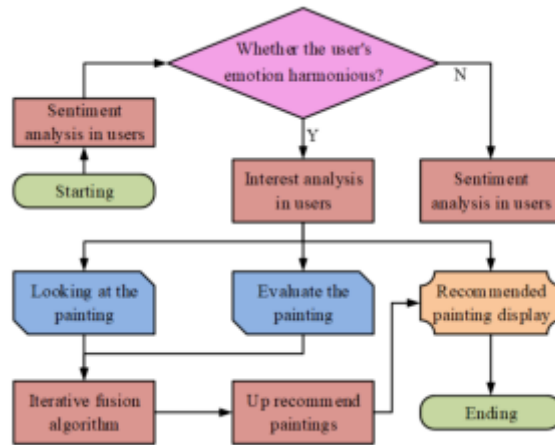 Whether the user's
emotion harmonious?
N
Sentiment
analysis in users
Y
Starting
Interest analysis
in users
Sentiment
analysis in users
Looking at the
painting
Evaluate the
painting
Recommended
painting display
Iterative fusion
algorithm
Up recommend
paintings
Ending